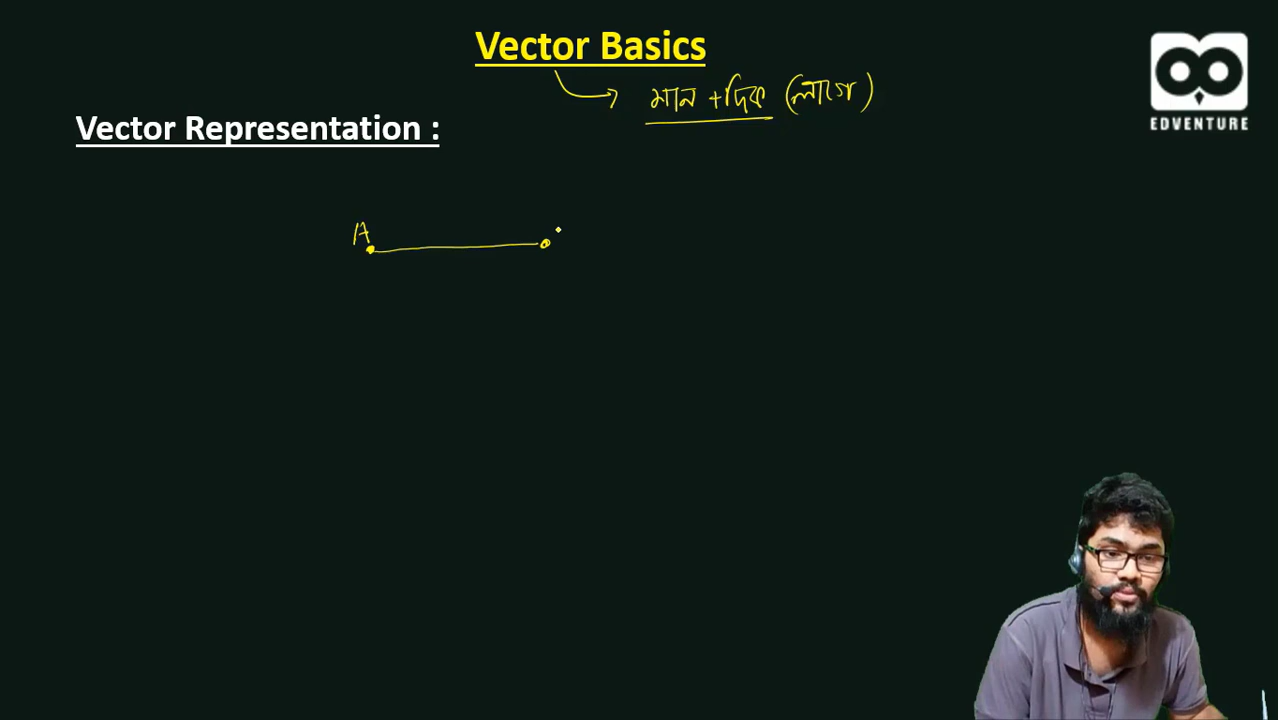 Vector Basics
মান + দিক (লাগে)
Vector Representation :
A
EDVENTURE